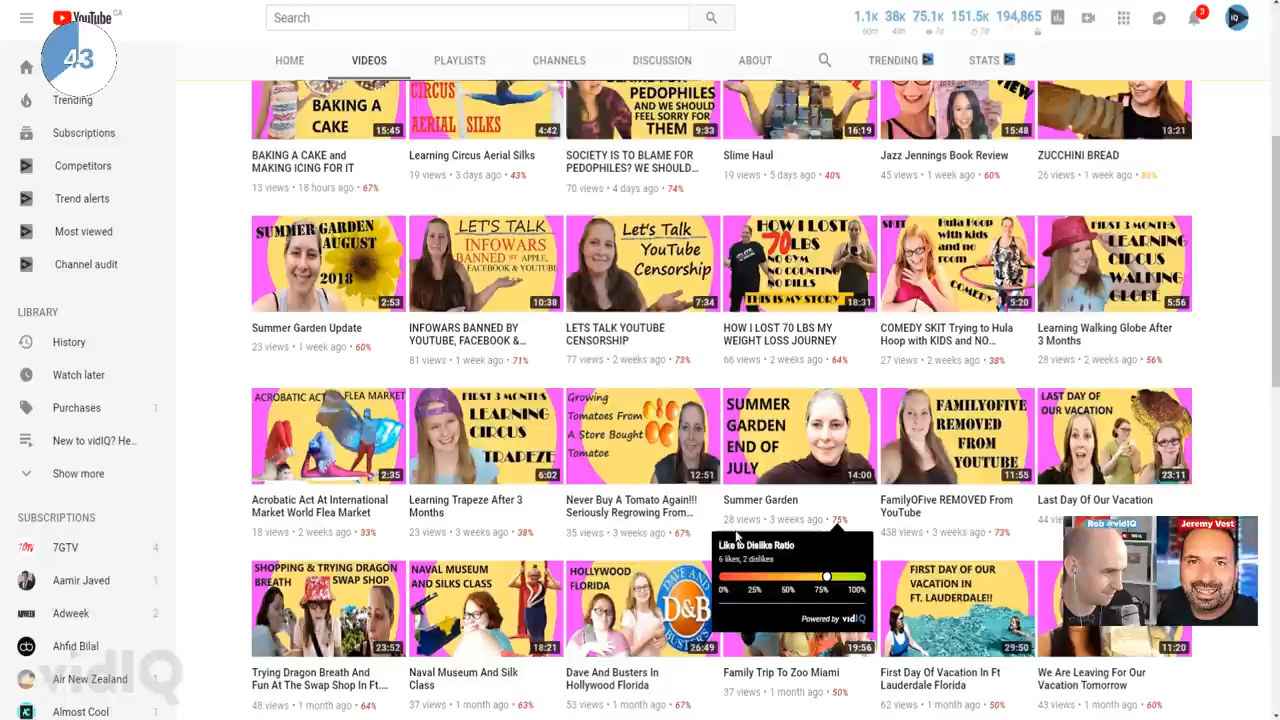 YouTube CA
Search
1.1K 38K 75.1K 151.5K 194,865
60m 48h 7d 7d
3
IQ
43
HOME VIDEOS PLAYLISTS CHANNELS DISCUSSION ABOUT TRENDING STATS
Trending
Subscriptions
Competitors
Trend alerts
Most viewed
Channel audit
LIBRARY
History
Watch later
Purchases 1
New to vidIQ? He...
Show more
SUBSCRIPTIONS
7GTV 4
Aamir Javed
Adweek 2
Ahfid Bilal
Air New Zealand 1
Almost Cool 1
vidIQ
BAKING A
CAKE
15:45
CIRCUS
AERIAL SILKS
4:42
PEDOPHILES
AND WE SHOULD
FEEL SORRY FOR
THEM
9:33
16:19
VIEW
15:48
13:21
BAKING A CAKE and
MAKING ICING FOR IT
13 views • 18 hours ago • 67%
Learning Circus Aerial Silks
19 views • 3 days ago • 43%
SOCIETY IS TO BLAME FOR
PEDOPHILES? WE SHOULD...
70 views • 4 days ago • 74%
Slime Haul
19 views • 5 days ago • 40%
Jazz Jennings Book Review
45 views • 1 week ago • 60%
ZUCCHINI BREAD
26 views • 1 week ago • 86%
SUMMER GARDEN
AUGUST
2018
2:53
LET'S TALK
INFOWARS
BANNED BY APPLE,
FACEBOOK & YOUTUBE
10:38
Let's Talk
YouTube
Censorship
7:34
HOW I LOST
70 LBS
NO GYM
NO COUNTING
NO PILLS
THIS IS MY STORY
18:31
SKIT
Hula Hoop
with Kids
and no
room
COMEDY
5:20
FIRST 3 MONTHS
LEARNING
CIRCUS
WALKING
GLOBE
5:56
Summer Garden Update
23 views • 1 week ago • 60%
INFOWARS BANNED BY
YOUTUBE, FACEBOOK &...
81 views • 1 week ago • 71%
LETS TALK YOUTUBE
CENSORSHIP
77 views • 2 weeks ago • 73%
HOW I LOST 70 LBS MY
WEIGHT LOSS JOURNEY
66 views • 2 weeks ago • 64%
COMEDY SKIT Trying to Hula
Hoop with KIDS and NO...
27 views • 2 weeks ago • 38%
Learning Walking Globe After
3 Months
28 views • 2 weeks ago • 56%
ACROBATIC ACT FLEA MARKET
2:35
FIRST 3 MONTHS
LEARNING
CIRCUS
TRAPEZE
6:02
Growing
Tomatoes From
A Store Bought
Tomatoe
12:51
SUMMER
GARDEN
END OF
JULY
14:00
FAMILYOFIVE
REMOVED
FROM
YOUTUBE
11:55
LAST DAY OF
OUR VACATION
23:11
Acrobatic Act At International
Market World Flea Market
18 views • 2 weeks ago • 33%
Learning Trapeze After 3
Months
23 views • 3 weeks ago • 38%
Never Buy A Tomato Again!!!
Seriously Regrowing From...
35 views • 3 weeks ago • 67%
Summer Garden
28 views • 3 weeks ago • 75%
FamilyOFive REMOVED From
YouTube
438 views • 3 weeks ago • 73%
Last Day Of Our Vacation
44
Like to Dislike Ratio
6 likes, 2 dislikes
0% 25% 50% 75% 100%
Powered by vidIQ
Rob @vidIQ
Jeremy Vest
SHOPPING & TRYING DRAGON
BREATH SWAP SHOP
23:52
NAVAL MUSEUM
AND SILKS CLASS
18:21
HOLLYWOOD
FLORIDA
DAVE AND
D&B
BUSTERS
26:49
19:56
FIRST DAY OF OUR
VACATION IN
FT. LAUDERDALE!!
29:50
11:20
Trying Dragon Breath And
Fun At The Swap Shop In Ft....
48 views • 1 month ago • 64%
Naval Museum And Silk
Class
37 views • 1 month ago • 63%
Dave And Busters In
Hollywood Florida
53 views • 1 month ago • 67%
Family Trip To Zoo Miami
37 views • 1 month ago • 50%
First Day Of Vacation In Ft
Lauderdale Florida
62 views • 1 month ago • 50%
We Are Leaving For Our
Vacation Tomorrow
43 views • 1 month ago • 60%